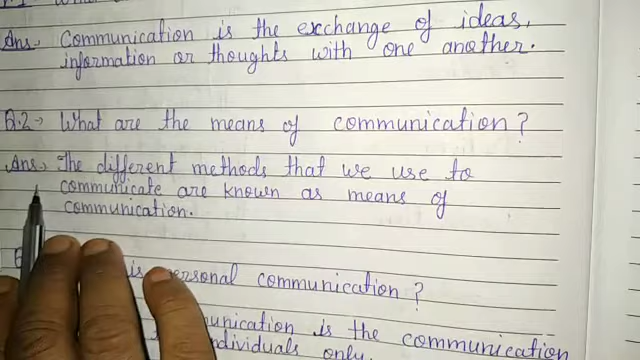 Ans. Communication is the exchange of ideas,
information or thoughts with one another.
Q.2 What are the means of communication?
Ans. The different methods that we use to
communicate are known as means of
communication.
is personal communication?
is the communication
individuals only.